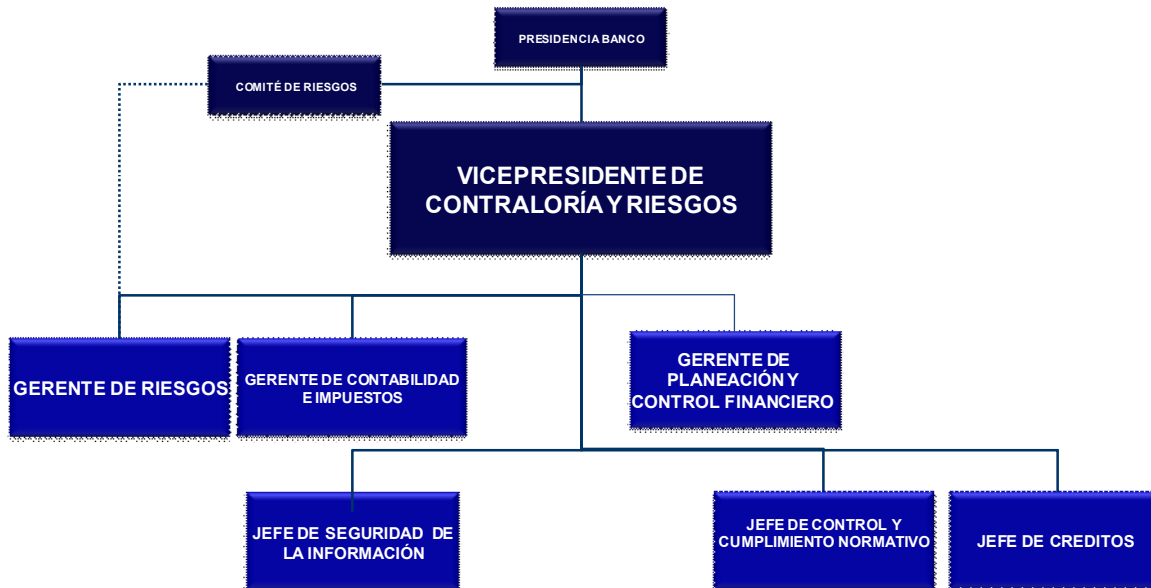 PRESIDENCIA BANCO
COMITÉ DE RIESGOS
VICEPRESIDENTE DE
CONTRALORÍA Y RIESGOS
GERENTE DE RIESGOS
GERENTE DE CONTABILIDAD
E IMPUESTOS
GERENTE DE
PLANEACIÓN Y
CONTROL FINANCIERO
JEFE DE SEGURIDAD DE
LA INFORMACIÓN
JEFE DE CONTROL Y
CUMPLIMIENTO NORMATIVO
JEFE DE CREDITOS